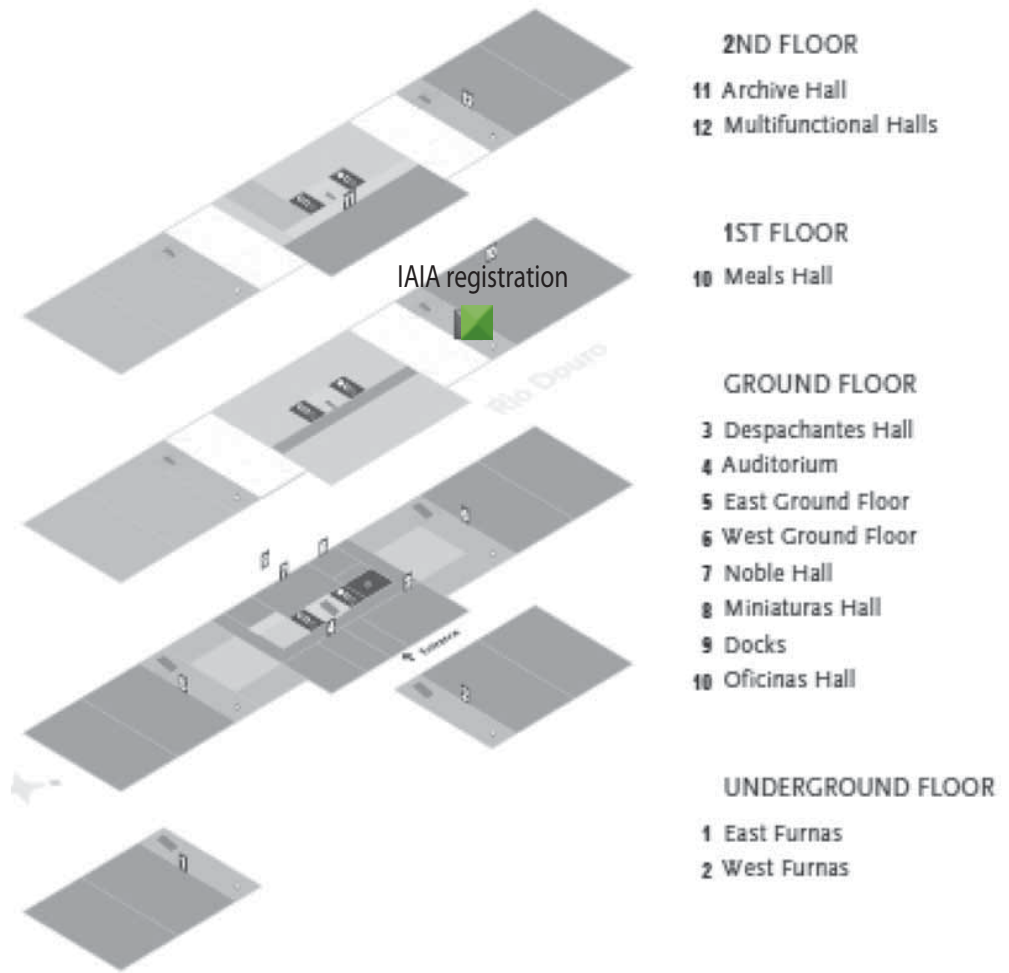 2ND FLOOR
11 Archive Hall
12 Multifunctional Halls
1ST FLOOR
10 Meals Hall
IAIA registration
Rio Douro
GROUND FLOOR
3 Despachantes Hall
4 Auditorium
5 East Ground Floor
6 West Ground Floor
7 Noble Hall
8 Miniaturas Hall
9 Docks
10 Oficinas Hall
Entrance
UNDERGROUND FLOOR
1 East Furnas
2 West Furnas